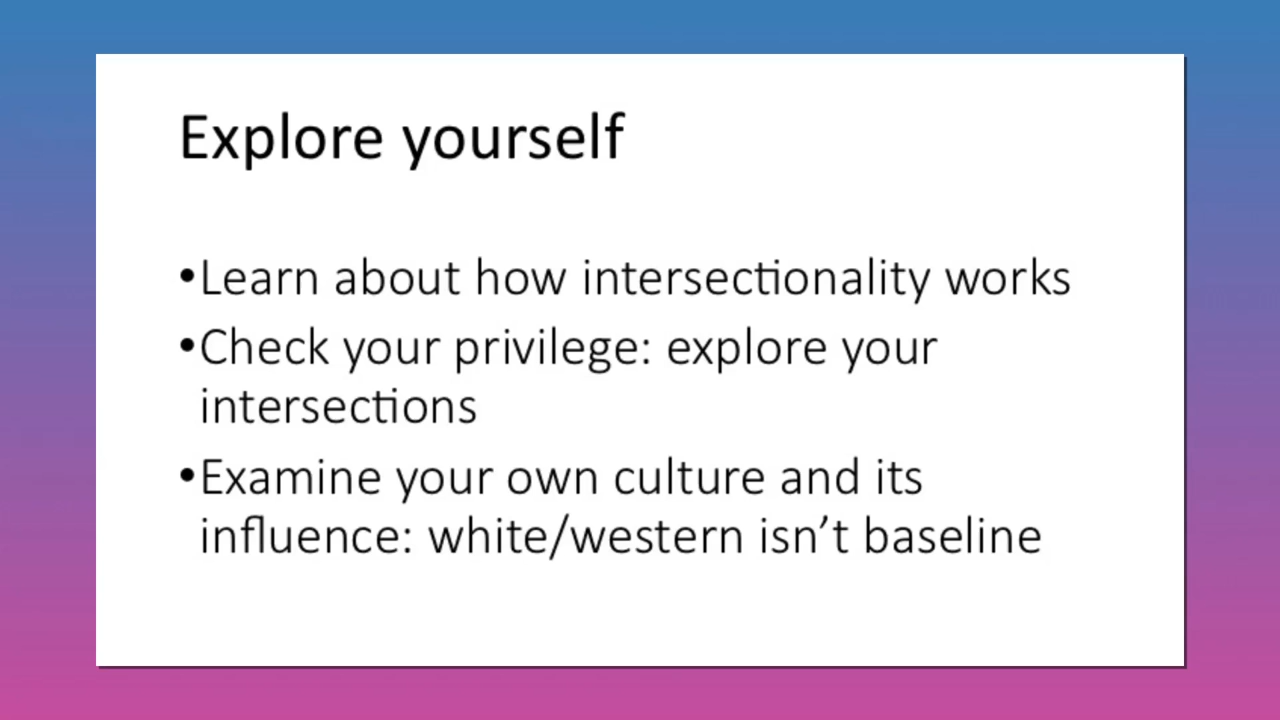 Explore yourself
•Learn about how intersectionality works
•Check your privilege: explore your
intersections
•Examine your own culture and its
influence: white/western isn’t baseline